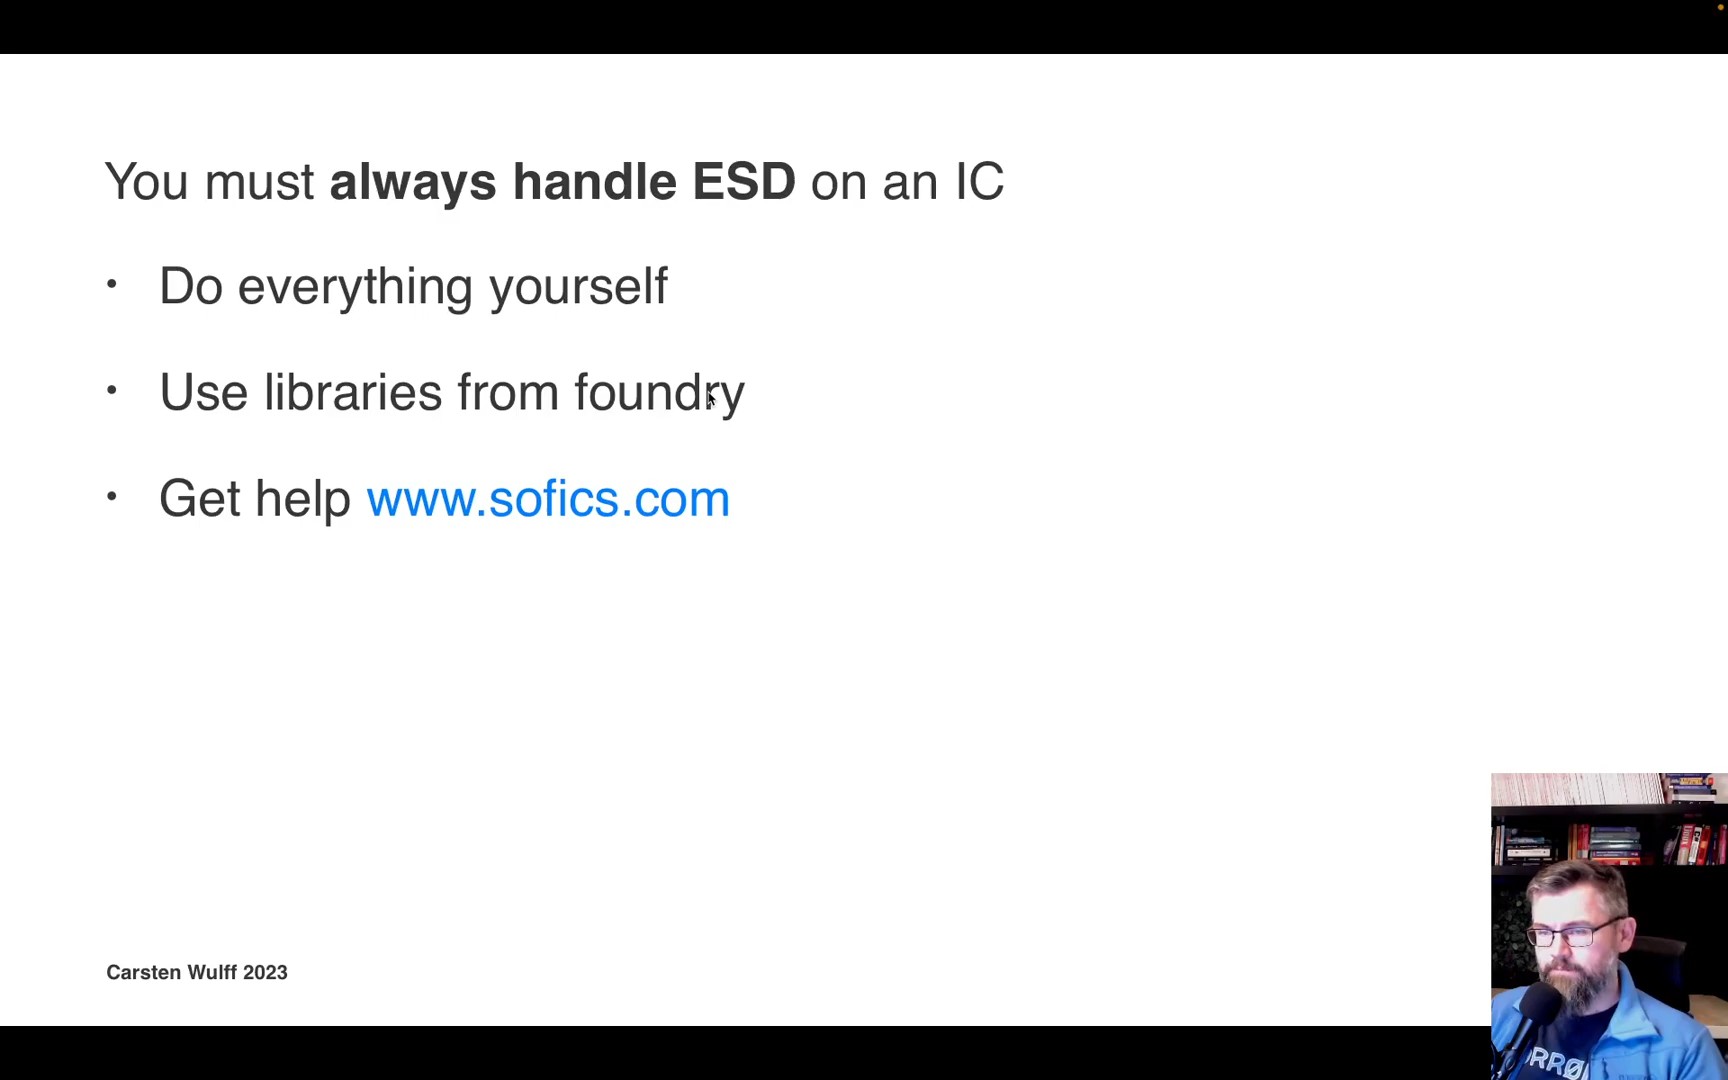 You must always handle ESD on an IC
• Do everything yourself
• Use libraries from foundry
• Get help www.sofics.com
Carsten Wulff 2023